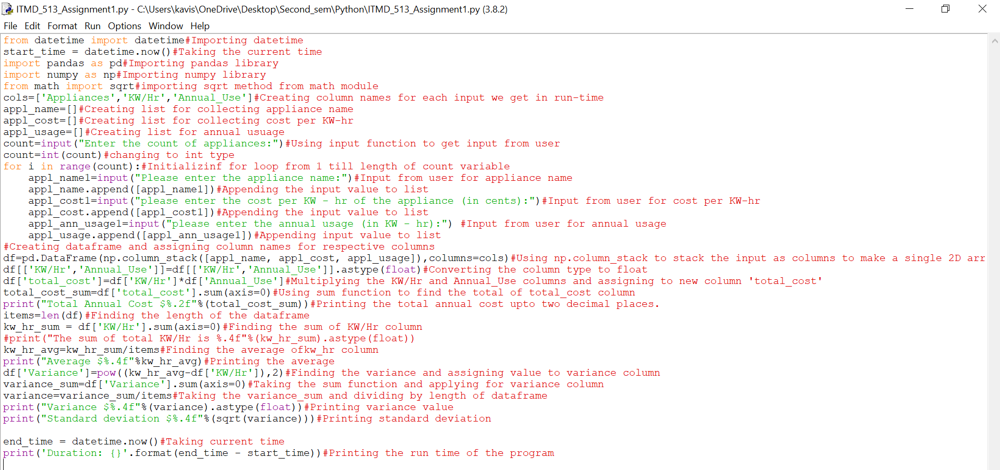 ITMD_513_Assignment1.py - C:\Users\kavis\OneDrive\Desktop\Second_sem\Python\ITMD_513_Assignment1.py (3.8.2)
File Edit Format Run Options Window Help
from datetime import datetime#Importing datetime
start_time = datetime.now()#Taking the current time
import pandas as pd#Importing pandas library
import numpy as np#Importing numpy library
from math import sqrt#importing sqrt method from math module
cols=['Appliances','KW/Hr','Annual_Use']#Creating column names for each input we get in run-time
appl_name=[]#Creating list for collecting appliance name
appl_cost=[]#Creating list for collecting cost per KW-hr
appl_usage=[]#Creating list for annual usuage
count=input("Enter the count of appliances:")#Using input function to get input from user
count=int(count)#changing to int type
for i in range(count):#Initializinf for loop from 1 till length of count variable
    appl_name1=input("Please enter the appliance name:")#Input from user for appliance name
    appl_name.append([appl_name1])#Appending the input value to list
    appl_cost1=input("please enter the cost per KW - hr of the appliance (in cents):")#Input from user for cost per KW-hr
    appl_cost.append([appl_cost1])#Appending the input value to list
    appl_ann_usage1=input("please enter the annual usage (in KW - hr):") #Input from user for annual usage
    appl_usage.append([appl_ann_usage1])#Appending input value to list
#Creating dataframe and assigning column names for respective columns
df=pd.DataFrame(np.column_stack([appl_name, appl_cost, appl_usage]),columns=cols)#Using np.column_stack to stack the input as columns to make a single 2D arr
df[['KW/Hr','Annual_Use']]=df[['KW/Hr','Annual_Use']].astype(float)#Converting the column type to float
df['total_cost']=df['KW/Hr']*df['Annual_Use']#Multiplying the KW/Hr and Annual_Use columns and assigning to new column 'total_cost'
total_cost_sum=df['total_cost'].sum(axis=0)#Using sum function to find the total of total_cost column
print("Total Annual Cost $%.2f"%(total_cost_sum))#Printing the total annual cost upto two decimal places.
items=len(df)#Finding the length of the dataframe
kw_hr_sum = df['KW/Hr'].sum(axis=0)#Finding the sum of KW/Hr column
#print("The sum of total KW/Hr is %.4f"%(kw_hr_sum).astype(float))
kw_hr_avg=kw_hr_sum/items#Finding the average ofkw_hr column
print("Average $%.4f"%kw_hr_avg)#Printing the average
df['Variance']=pow((kw_hr_avg-df['KW/Hr']),2)#Finding the variance and assigning value to variance column
variance_sum=df['Variance'].sum(axis=0)#Taking the sum function and applying for variance column
variance=variance_sum/items#Taking the variance_sum and dividing by length of dataframe
print("Variance $%.4f"%(variance).astype(float))#Printing variance value
print("Standard deviation $%.4f"%(sqrt(variance)))#Printing standard deviation
end_time = datetime.now()#Taking current time
print('Duration: {}'.format(end_time - start_time))#Printing the run time of the program